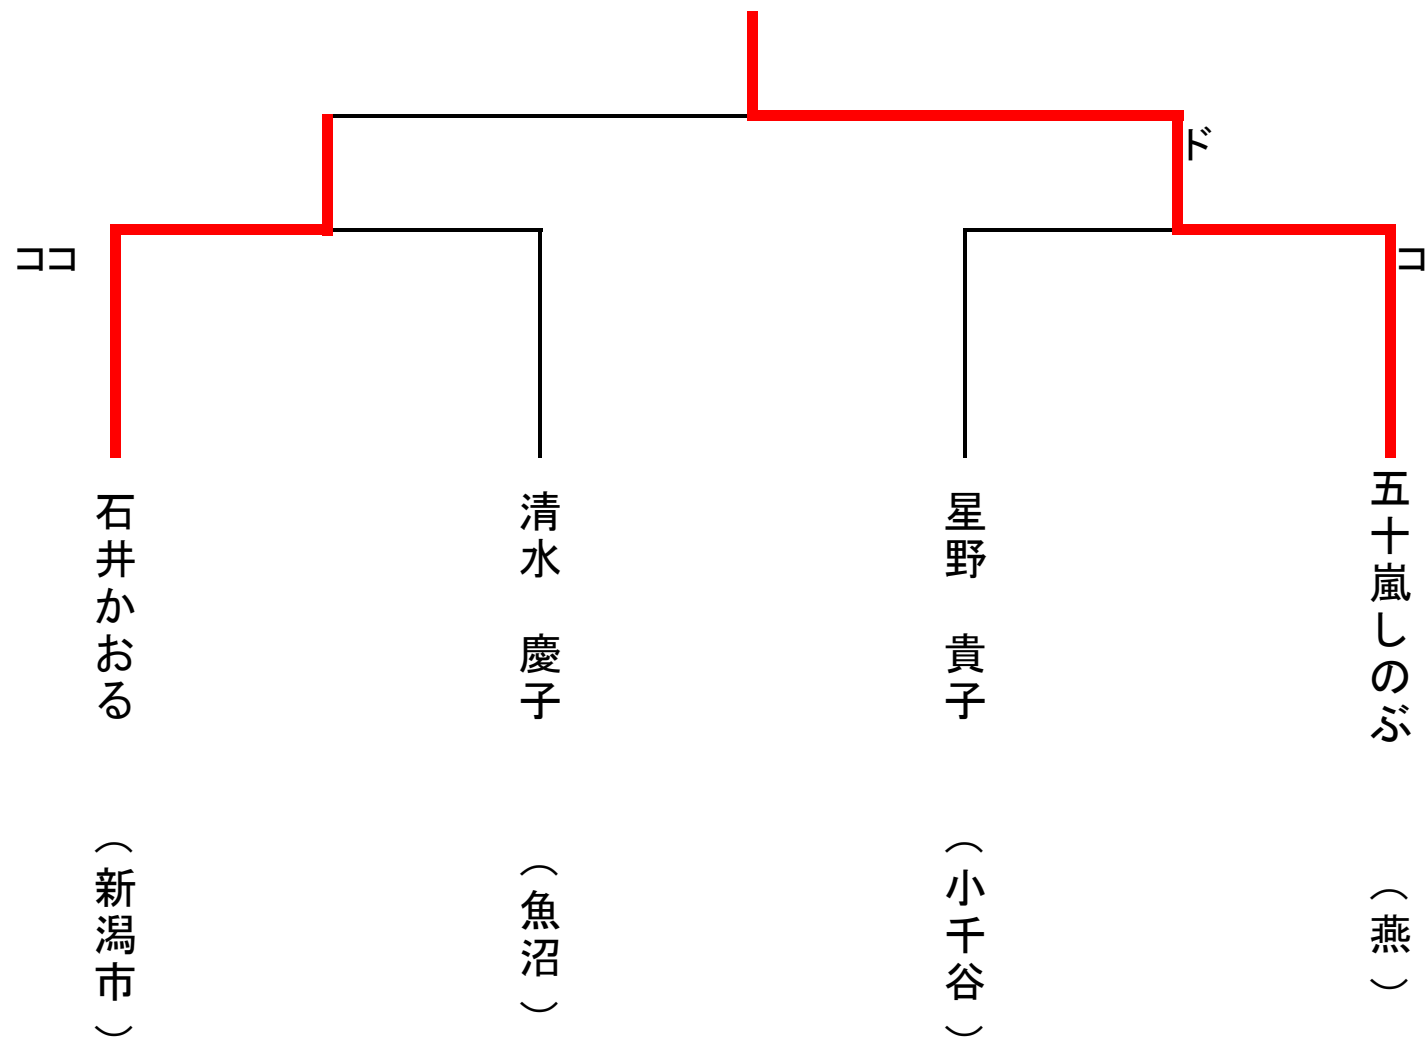 ド
ココ
コ
石井かおる
（新潟市）
清水　慶子
（魚沼）
星野　貴子
（小千谷）
五十嵐しのぶ
（燕）